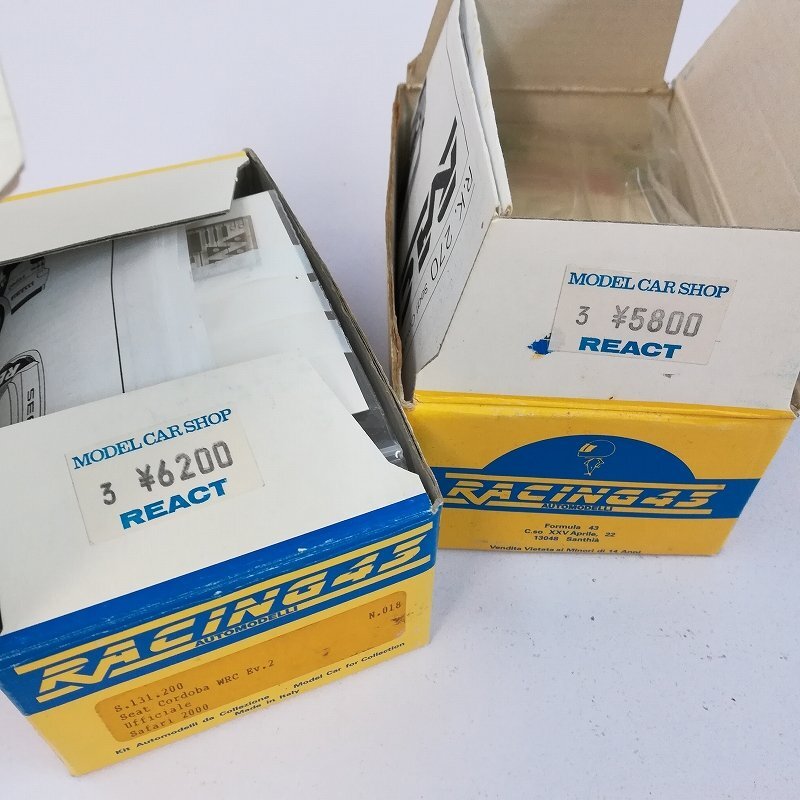 MODEL CAR SHOP
3 ¥6200
REACT
RACING43
AUTOMODELLI
N.018
S.131.200
Seat Cordoba WRC Ev.2
Ufficiale
Safari 2000
Kit Automodelli da Collezione - Model Car for Collection
Made in Italy
R.K. 270
MODEL CAR SHOP
3 ¥5800
REACT
RACING43
AUTOMODELLI
Formula 43
C.so XXV Aprile, 22
13048 Santhià
Vendita Vietata ai Minori di 14 Anni